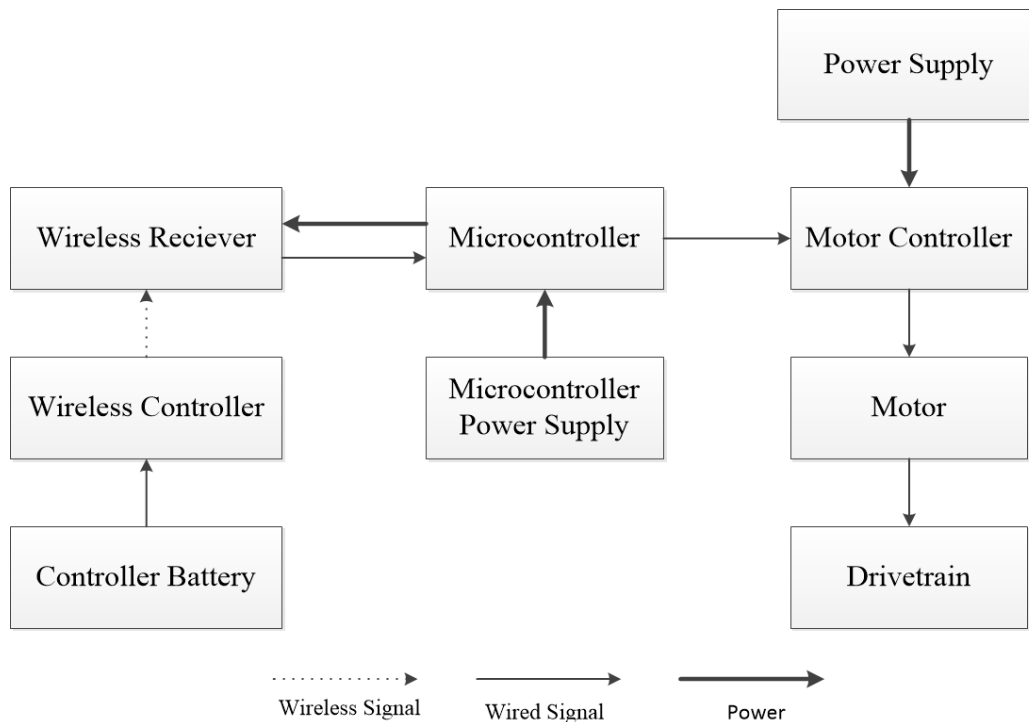 Power Supply
Wireless Reciever
Microcontroller
Motor Controller
Wireless Controller
Microcontroller
Power Supply
Motor
Controller Battery
Drivetrain
Wireless Signal
Wired Signal
Power